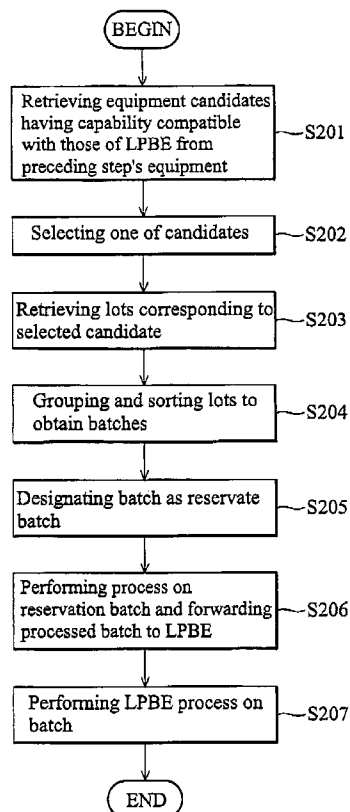 BEGIN
Retrieving equipment candidates
having capability compatible
with those of LPBE from
preceding step's equipment
S201
Selecting one of candidates
S202
Retrieving lots corresponding to
selected candidate
S203
Grouping and sorting lots to
obtain batches
S204
Designating batch as reservate
batch
S205
Performing process on
reservation batch and forwarding
processed batch to LPBE
S206
Performing LPBE process on
batch
S207
END